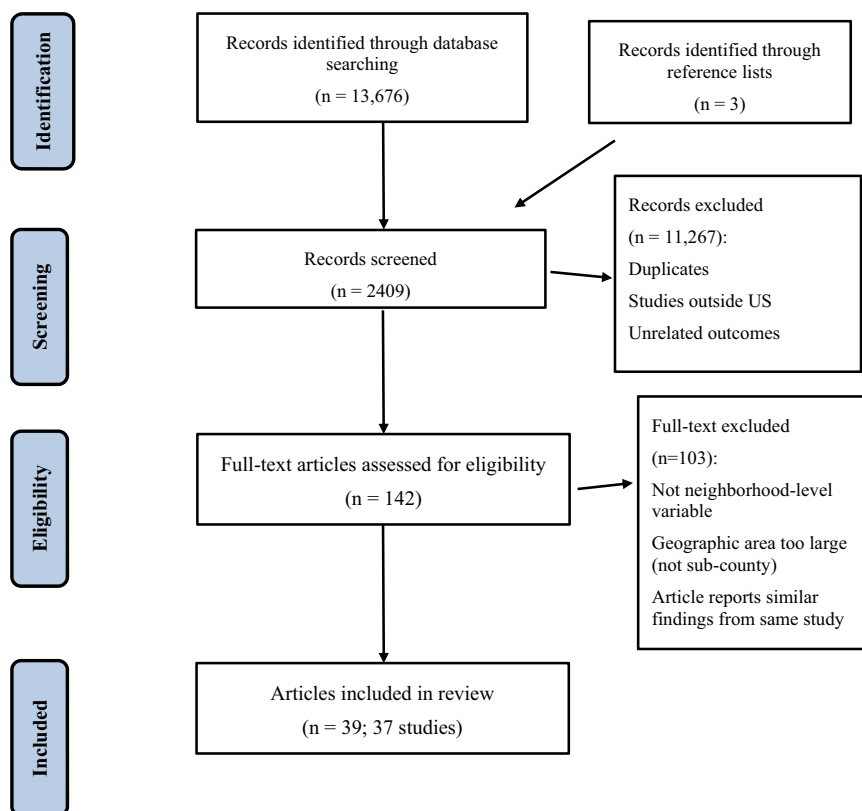 Identification
Records identified through database
searching
(n = 13,676)
Records identified through
reference lists
(n = 3)
Screening
Records screened
(n = 2409)
Records excluded
(n = 11,267):
Duplicates
Studies outside US
Unrelated outcomes
Eligibility
Full-text articles assessed for eligibility
(n = 142)
Full-text excluded
(n=103):
Not neighborhood-level
variable
Geographic area too large
(not sub-county)
Article reports similar
findings from same study
Included
Articles included in review
(n = 39; 37 studies)